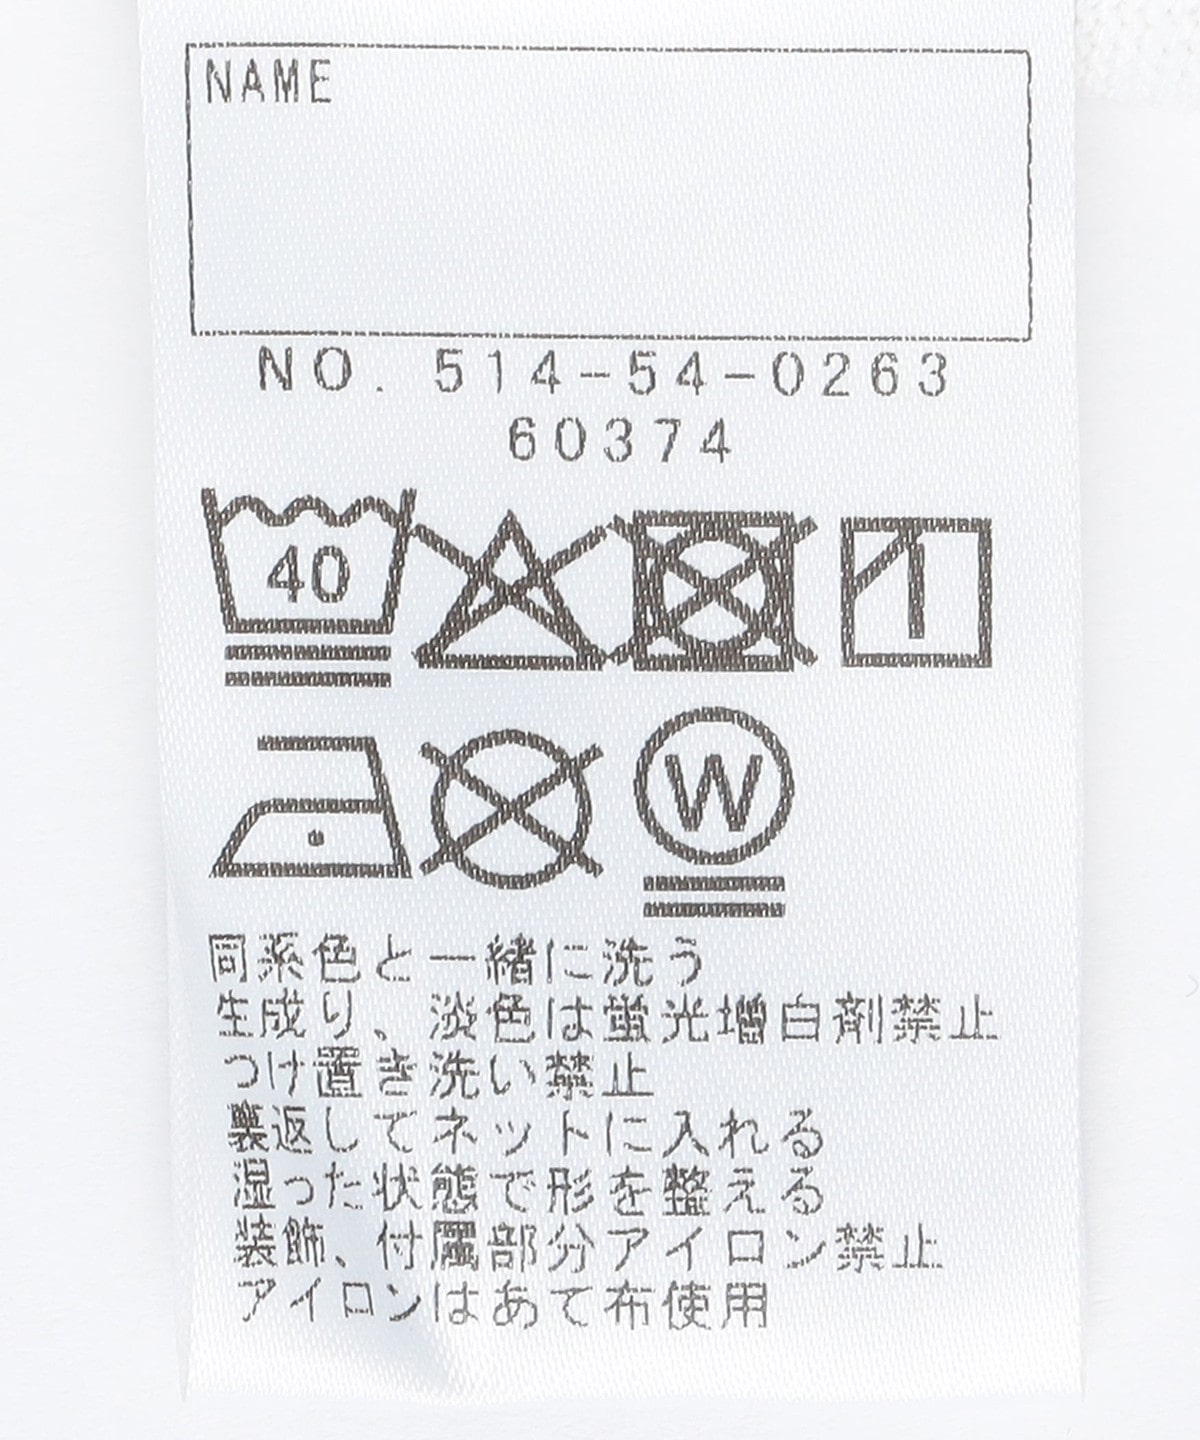 NAME
NO. 514-54-0263
60374
40
W
同系色と一緒に洗う
生成り、淡色は蛍光増白剤禁止
つけ置き洗い禁止
裏返してネットに入れる
湿った状態で形を整える
装飾、付属部分アイロン禁止
アイロンはあて布使用